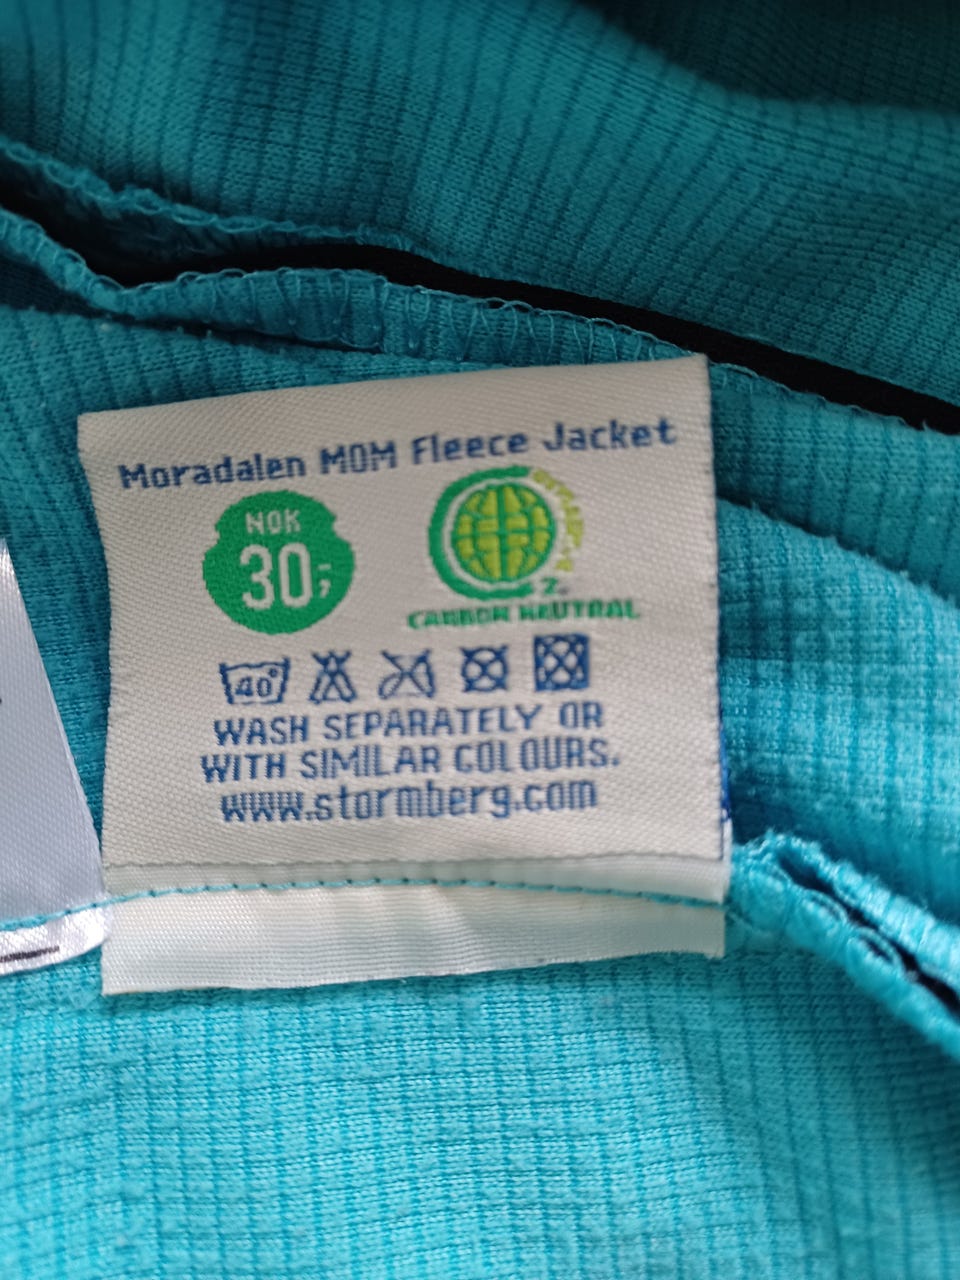 Moradalen MOM Fleece Jacket
NOK
30,-
CARBON NEUTRAL
40°
WASH SEPARATELY OR
WITH SIMILAR COLOURS.
www.stormberg.com